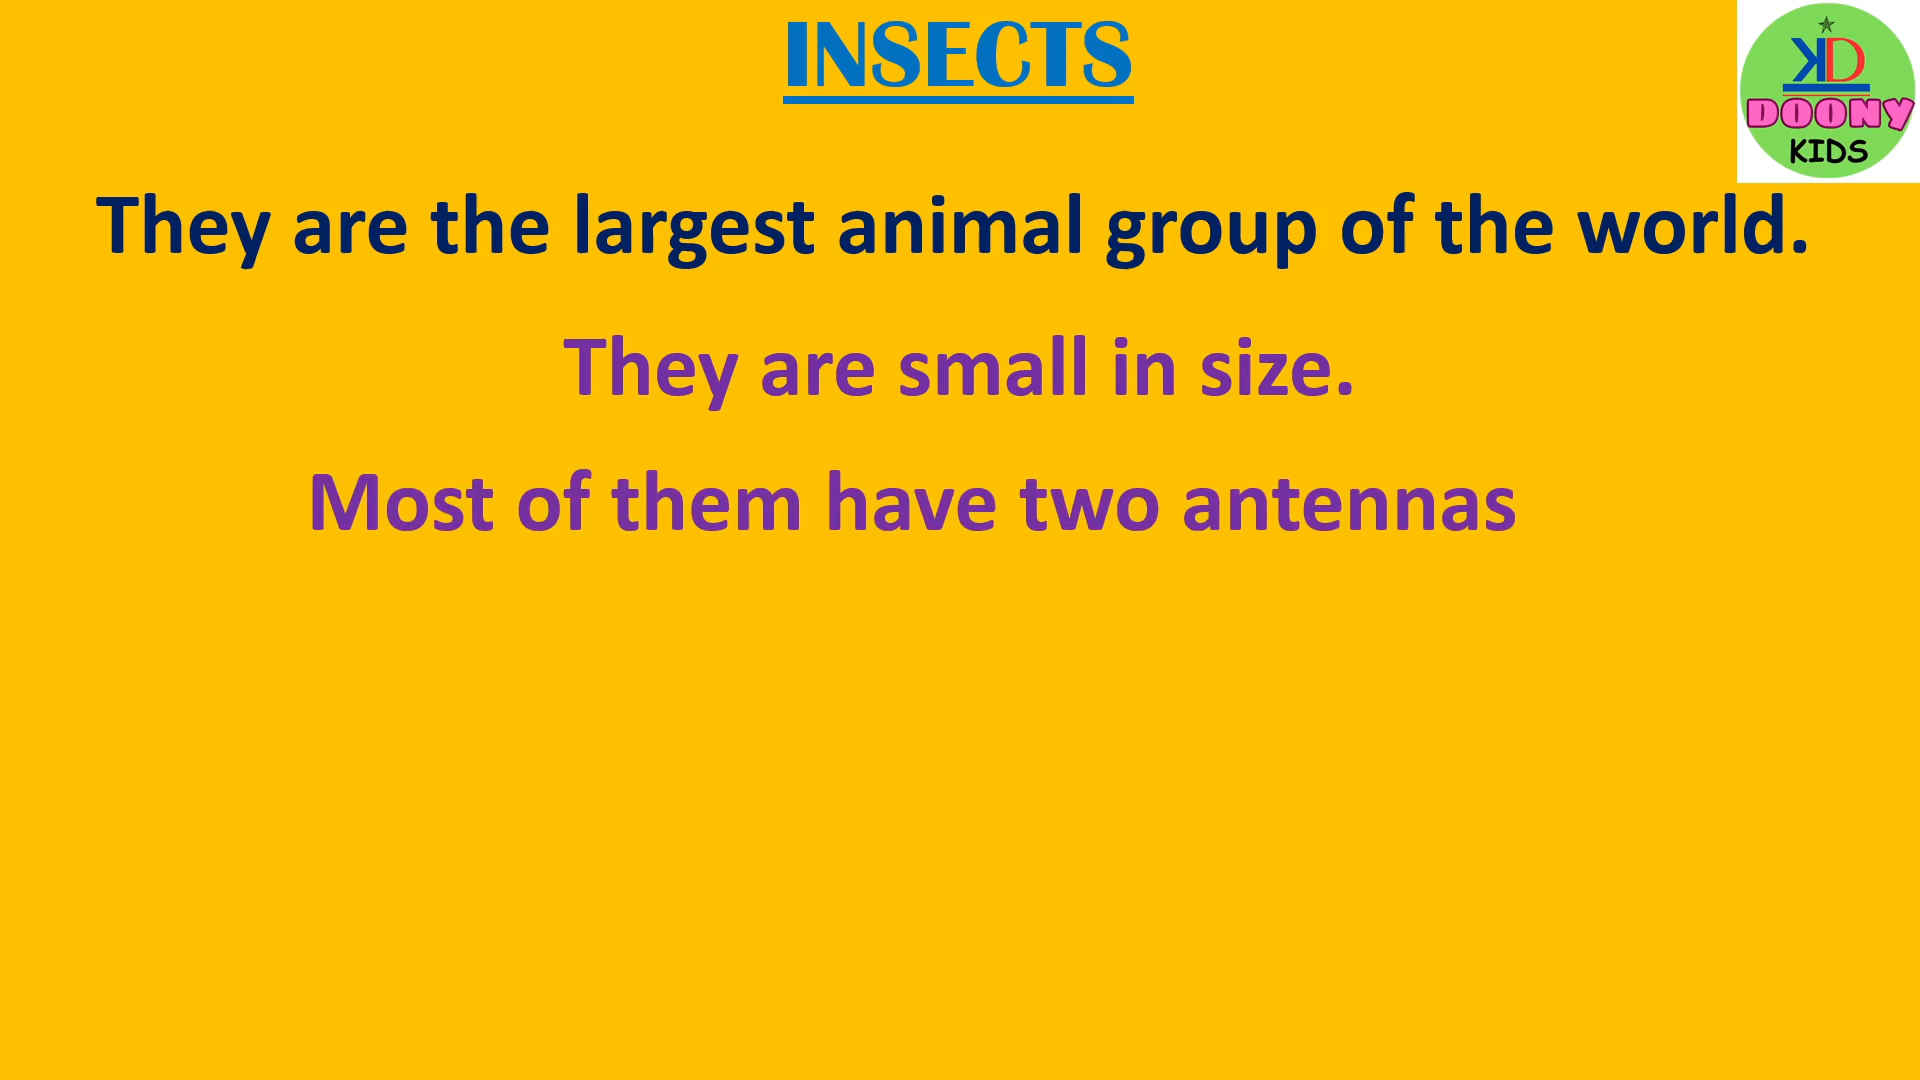 INSECTS
KD
DOONY
KIDS
They are the largest animal group of the world.
They are small in size.
Most of them have two antennas